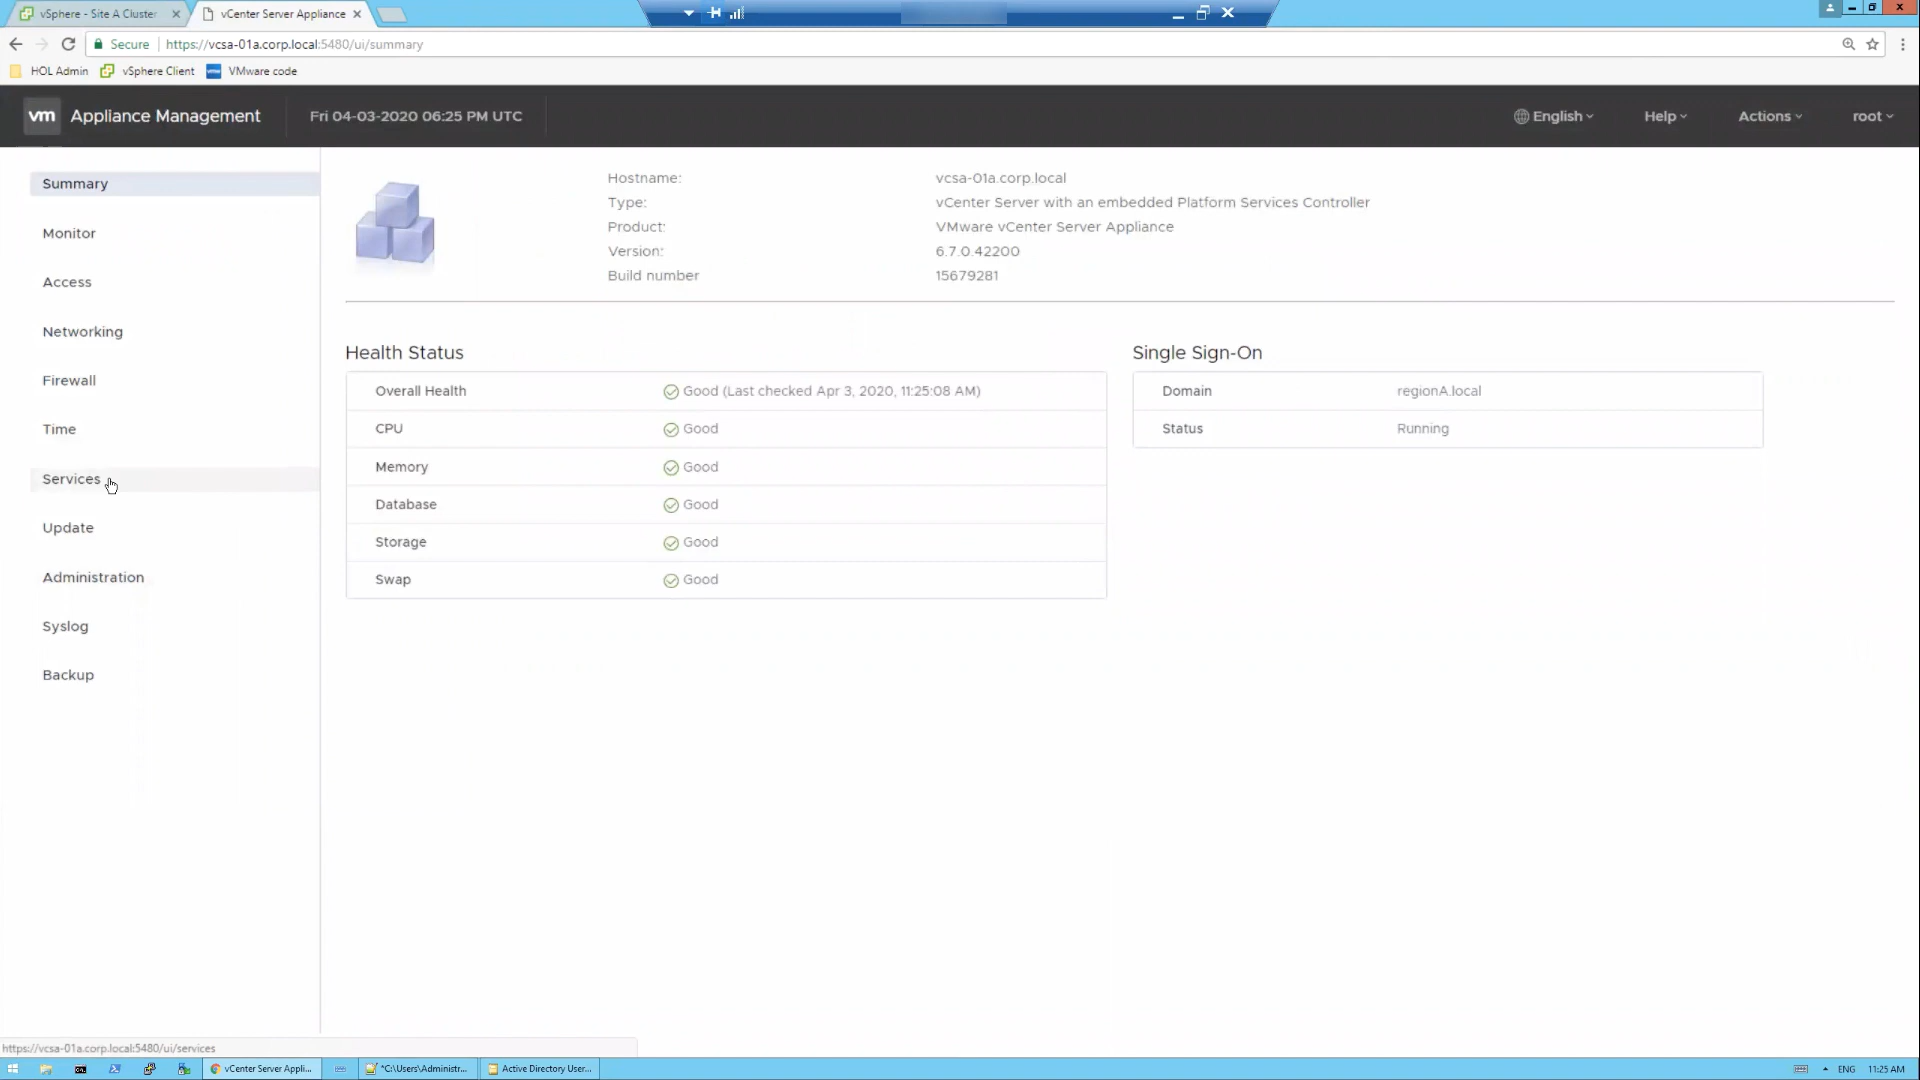 vSphere - Site A Cluster
vCenter Server Appliance
Secure https://vcsa-01a.corp.local:5480/ui/summary
HOL Admin vSphere Client vmw VMware code
vm Appliance Management Fri 04-03-2020 06:25 PM UTC English Help Actions root
Summary
Monitor
Access
Networking
Firewall
Time
Services
Update
Administration
Syslog
Backup
Hostname: vcsa-01a.corp.local
Type: vCenter Server with an embedded Platform Services Controller
Product: VMware vCenter Server Appliance
Version: 6.7.0.42200
Build number 15679281
Health Status
Overall Health Good (Last checked Apr 3, 2020, 11:25:08 AM)
CPU Good
Memory Good
Database Good
Storage Good
Swap Good
Single Sign-On
Domain regionA.local
Status Running
https://vcsa-01a.corp.local:5480/ui/services
vCenter Server Appli... *C:\Users\Administr... Active Directory User... ENG 11:25 AM